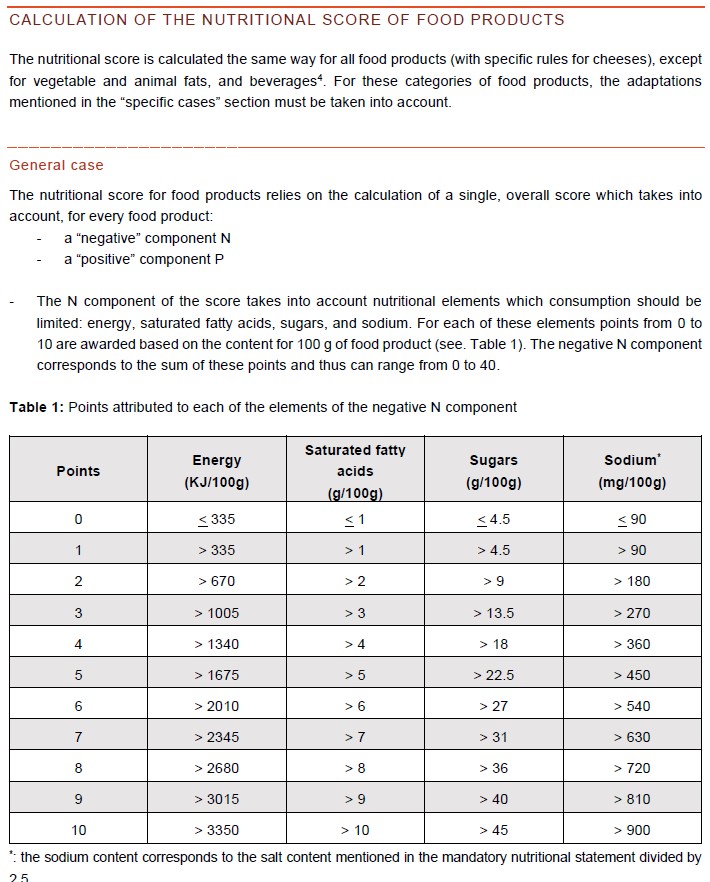 CALCULATION OF THE NUTRITIONAL SCORE OF FOOD PRODUCTS
The nutritional score is calculated the same way for all food products (with specific rules for cheeses), except
for vegetable and animal fats, and beverages⁴. For these categories of food products, the adaptations
mentioned in the “specific cases” section must be taken into account.
General case
The nutritional score for food products relies on the calculation of a single, overall score which takes into
account, for every food product:
- a “negative” component N
- a “positive” component P
- The N component of the score takes into account nutritional elements which consumption should be
limited: energy, saturated fatty acids, sugars, and sodium. For each of these elements points from 0 to
10 are awarded based on the content for 100 g of food product (see. Table 1). The negative N component
corresponds to the sum of these points and thus can range from 0 to 40.
Table 1: Points attributed to each of the elements of the negative N component
Points Energy (KJ/100g) Saturated fatty acids (g/100g) Sugars (g/100g) Sodium* (mg/100g)
0 ≤ 335 ≤ 1 ≤ 4.5 ≤ 90
1 > 335 > 1 > 4.5 > 90
2 > 670 > 2 > 9 > 180
3 > 1005 > 3 > 13.5 > 270
4 > 1340 > 4 > 18 > 360
5 > 1675 > 5 > 22.5 > 450
6 > 2010 > 6 > 27 > 540
7 > 2345 > 7 > 31 > 630
8 > 2680 > 8 > 36 > 720
9 > 3015 > 9 > 40 > 810
10 > 3350 > 10 > 45 > 900
*: the sodium content corresponds to the salt content mentioned in the mandatory nutritional statement divided by
2.5